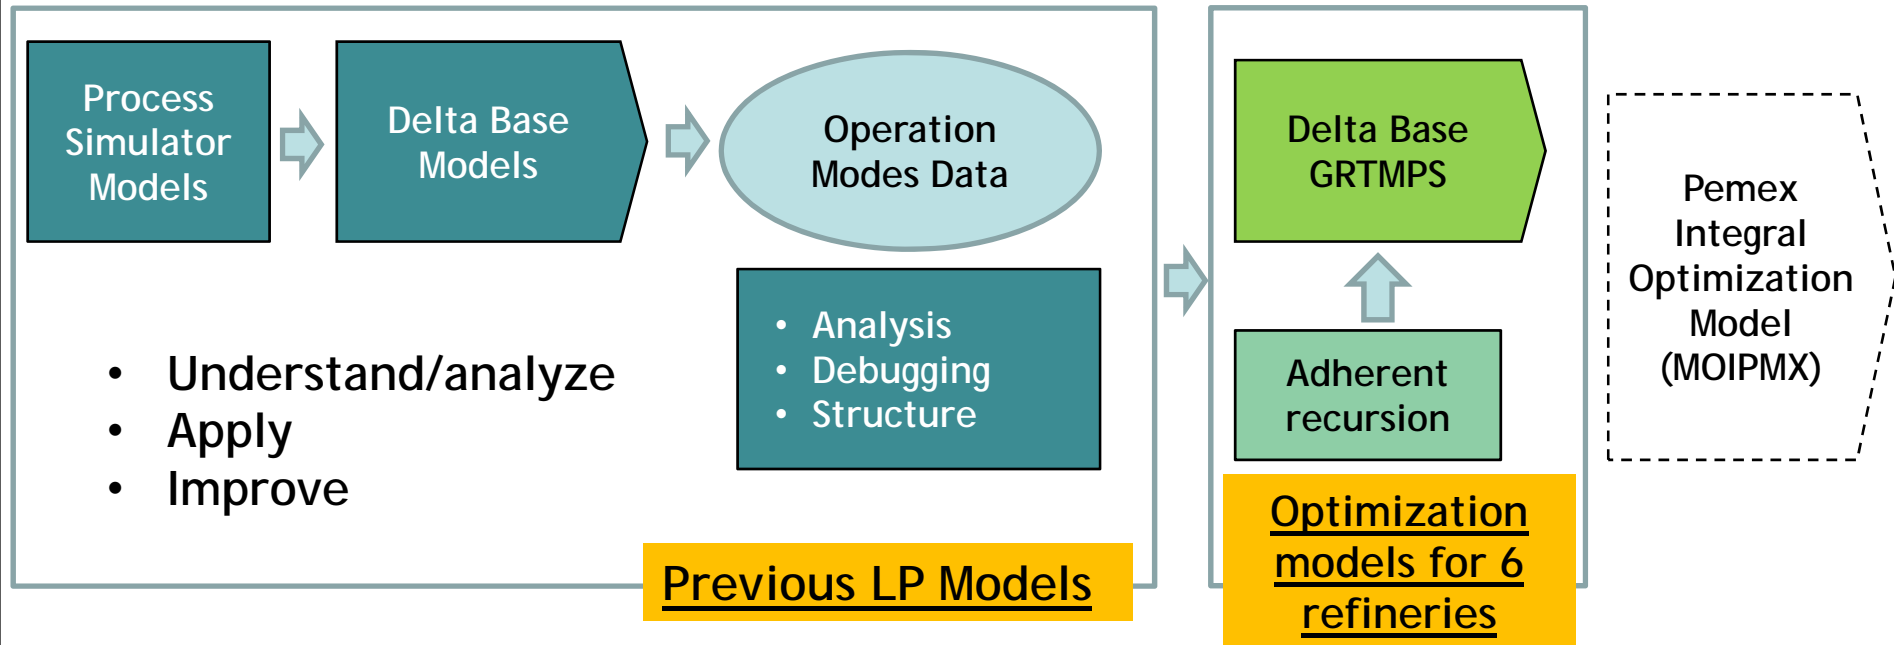 Process
Simulator
Models
Delta Base
Models
Operation
Modes Data
• Analysis
• Debugging
• Structure
• Understand/analyze
• Apply
• Improve
Previous LP Models
Delta Base
GRTMPS
Adherent
recursion
Optimization
models for 6
refineries
Pemex
Integral
Optimization
Model
(MOIPMX)